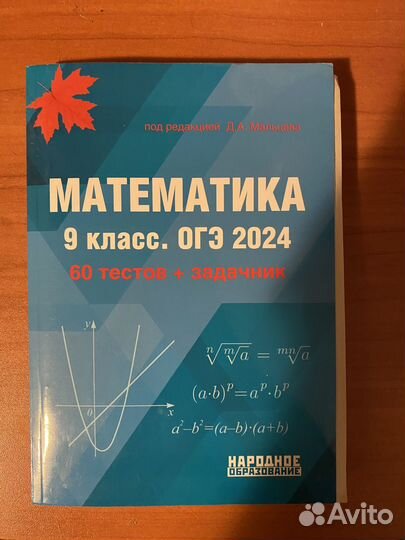 под редакцией Д.А. Мальцева
МАТЕМАТИКА
9 класс. ОГЭ 2024
60 тестов + задачник
y
0
x
ⁿ√(ᵐ√a) = ᵐⁿ√a
(a·b)ᵖ=aᵖ·bᵖ
a²–b²=(a–b)·(a+b)
НАРОДНОЕ
ОБРАЗОВАНИЕ
Avito